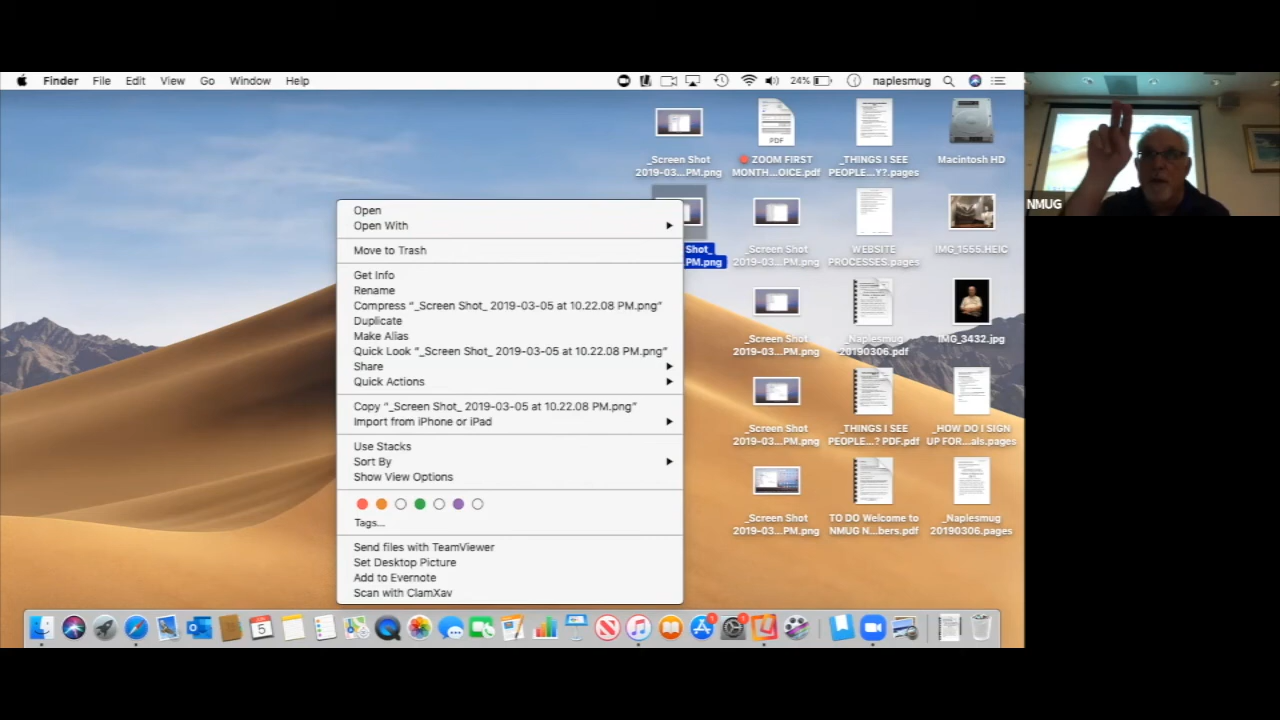 Finder File Edit View Go Window Help 24% naplesmug
_Screen Shot
2019-03...PM.png
ZOOM FIRST
MONTH...OICE.pdf
_THINGS I SEE
PEOPLE...Y?.pages
Macintosh HD
PDF
Shot_
PM.png
_Screen Shot
2019-03...PM.png
WEBSITE
PROCESSES.pages
IMG_1555.HEIC
NMUG
_Screen Shot
2019-03...PM.png
_Naplesmug
20190306.pdf
IMG_3432.jpg
_Screen Shot
2019-03...PM.png
_THINGS I SEE
PEOPLE...? PDF.pdf
_HOW DO I SIGN
UP FOR...als.pages
_Screen Shot
2019-03...PM.png
TO DO Welcome to
NMUG N...bers.pdf
_Naplesmug
20190306.pages
Open
Open With
Move to Trash
Get Info
Rename
Compress “_Screen Shot_ 2019-03-05 at 10.22.08 PM.png”
Duplicate
Make Alias
Quick Look “_Screen Shot_ 2019-03-05 at 10.22.08 PM.png”
Share
Quick Actions
Copy “_Screen Shot_ 2019-03-05 at 10.22.08 PM.png”
Import from iPhone or iPad
Use Stacks
Sort By
Show View Options
Tags...
Send files with TeamViewer
Set Desktop Picture
Add to Evernote
Scan with ClamXav
5